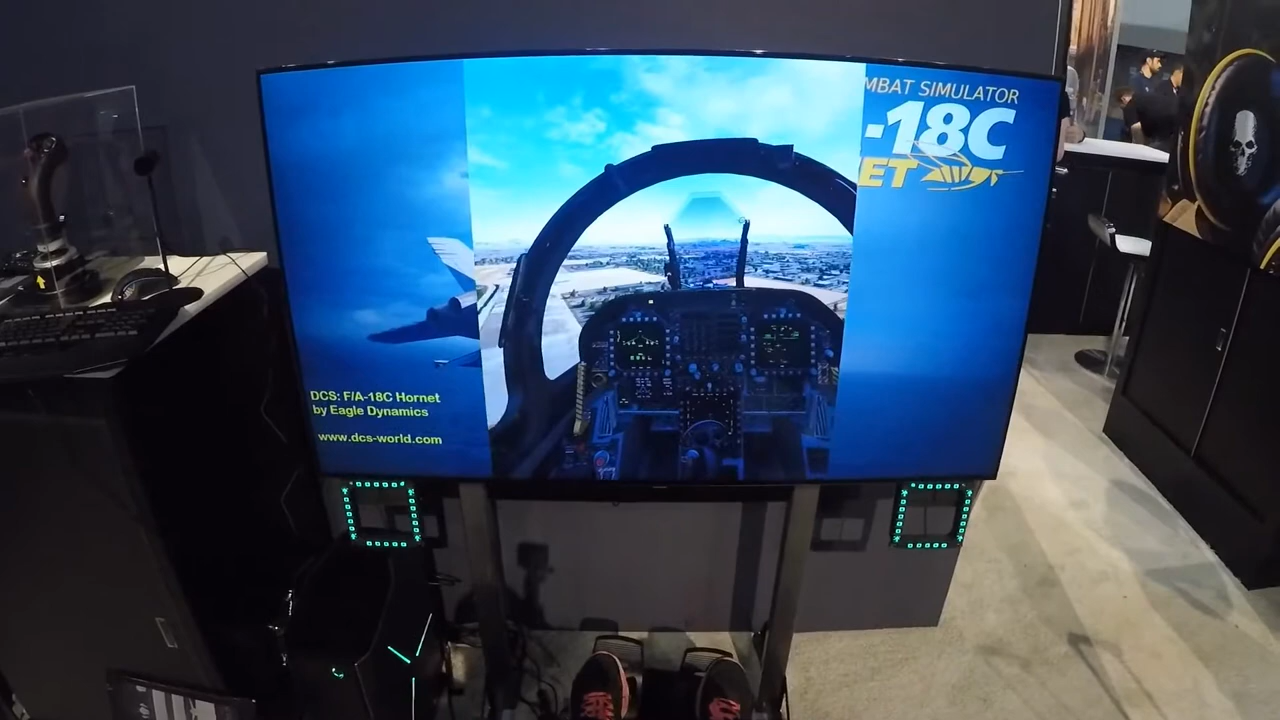 MBAT SIMULATOR
-18C
ET
DCS: F/A-18C Hornet
by Eagle Dynamics
www.dcs-world.com